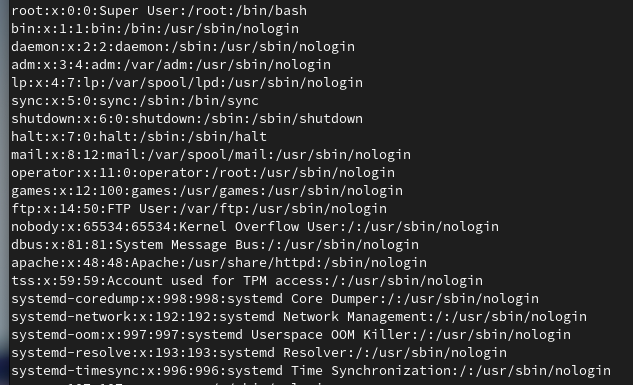 root:x:0:0:Super User:/root:/bin/bash
bin:x:1:1:bin:/bin:/usr/sbin/nologin
daemon:x:2:2:daemon:/sbin:/usr/sbin/nologin
adm:x:3:4:adm:/var/adm:/usr/sbin/nologin
lp:x:4:7:lp:/var/spool/lpd:/usr/sbin/nologin
sync:x:5:0:sync:/sbin:/bin/sync
shutdown:x:6:0:shutdown:/sbin:/sbin/shutdown
halt:x:7:0:halt:/sbin:/sbin/halt
mail:x:8:12:mail:/var/spool/mail:/usr/sbin/nologin
operator:x:11:0:operator:/root:/usr/sbin/nologin
games:x:12:100:games:/usr/games:/usr/sbin/nologin
ftp:x:14:50:FTP User:/var/ftp:/usr/sbin/nologin
nobody:x:65534:65534:Kernel Overflow User:/:/usr/sbin/nologin
dbus:x:81:81:System Message Bus:/:/usr/sbin/nologin
apache:x:48:48:Apache:/usr/share/httpd:/sbin/nologin
tss:x:59:59:Account used for TPM access:/:/usr/sbin/nologin
systemd-coredump:x:998:998:systemd Core Dumper:/:/usr/sbin/nologin
systemd-network:x:192:192:systemd Network Management:/:/usr/sbin/nologin
systemd-oom:x:997:997:systemd Userspace OOM Killer:/:/usr/sbin/nologin
systemd-resolve:x:193:193:systemd Resolver:/:/usr/sbin/nologin
systemd-timesync:x:996:996:systemd Time Synchronization:/:/usr/sbin/nologin